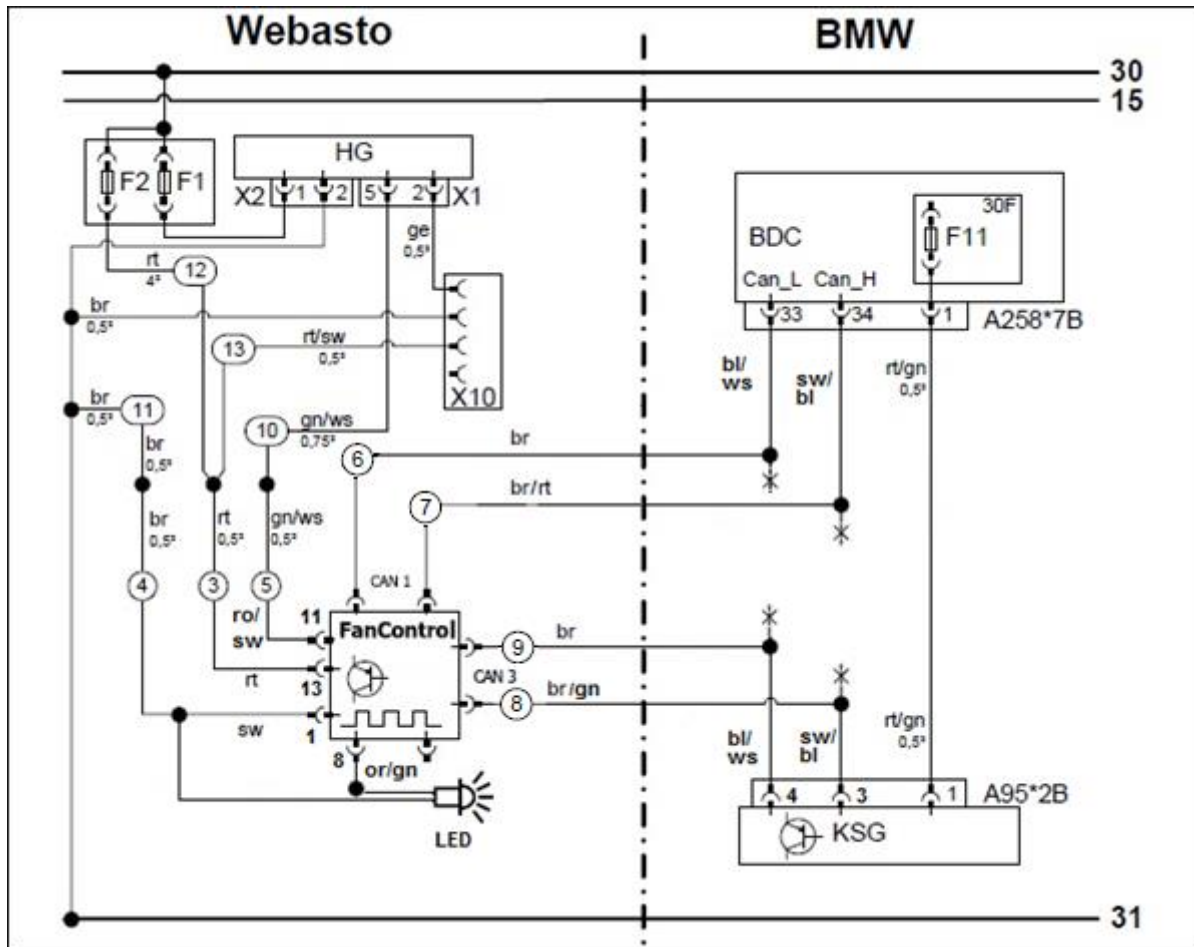 Webasto
BMW
30
15
F2
F1
HG
X2
1
2
5
2
X1
ge
0,5²
rt
4²
12
br
0,5²
13
rt/sw
0,5²
X10
br
0,5²
11
gn/ws
0,75²
10
br
0,5²
br
0,5²
rt
0,5²
gn/ws
0,5²
4
3
5
6
br
7
br/rt
CAN 1
ro/
sw
11
FanControl
rt
13
sw
1
9
br
CAN 3
8
br/gn
8
or/gn
LED
30F
F11
BDC
Can_L
Can_H
33
34
1
A258*7B
bl/
ws
sw/
bl
rt/gn
0,5²
bl/
ws
sw/
bl
rt/gn
0,5²
4
3
1
A95*2B
KSG
31